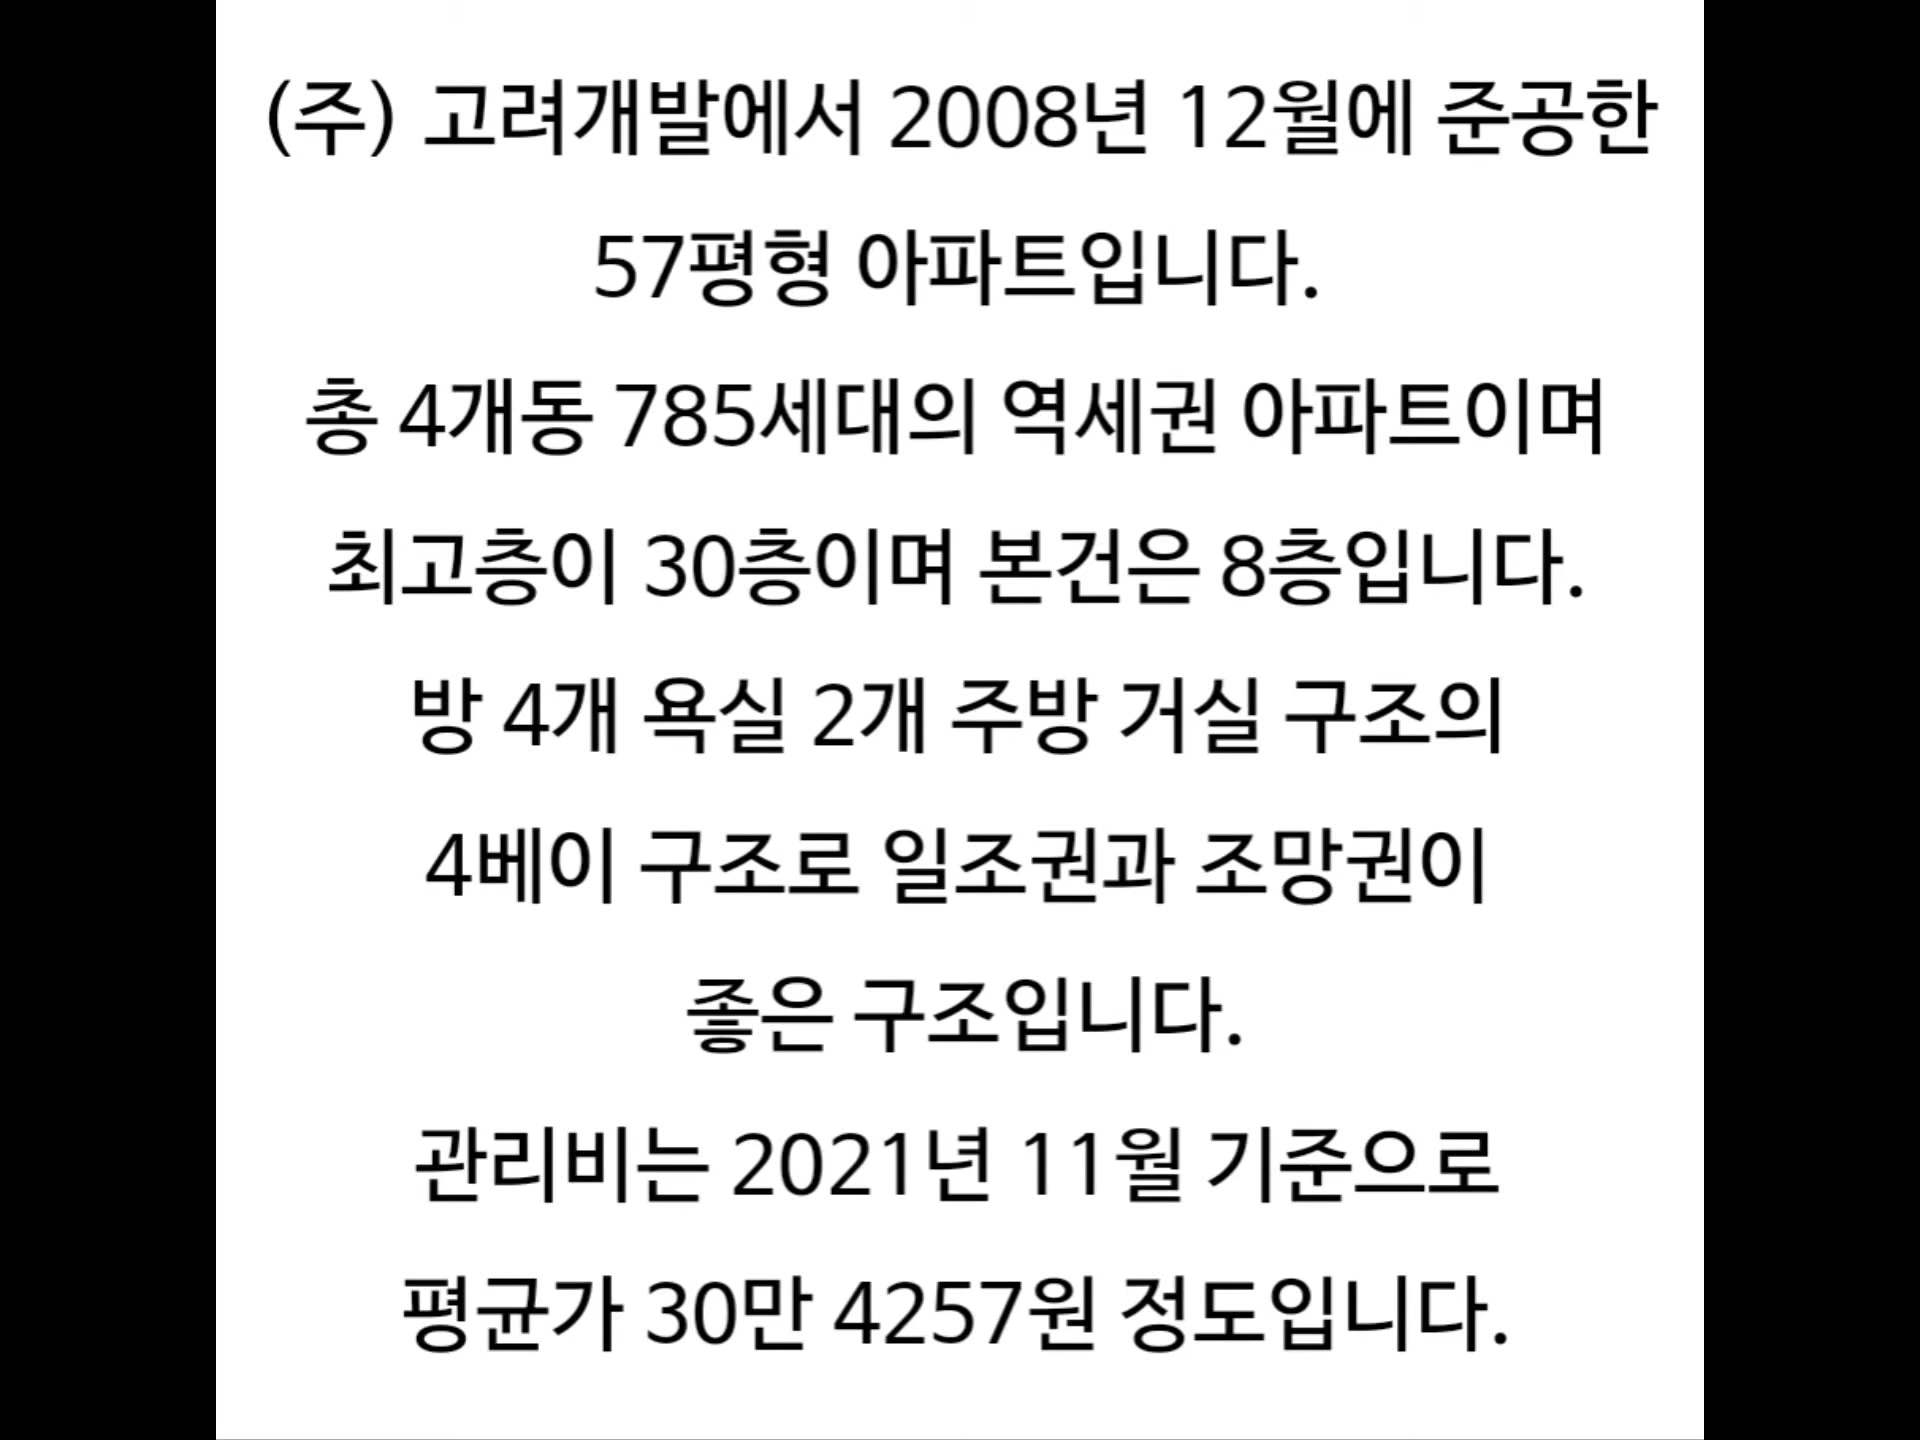 (주) 고려개발에서 2008년 12월에 준공한
57평형 아파트입니다.
총 4개동 785세대의 역세권 아파트이며
최고층이 30층이며 본건은 8층입니다.
방 4개 욕실 2개 주방 거실 구조의
4베이 구조로 일조권과 조망권이
좋은 구조입니다.
관리비는 2021년 11월 기준으로
평균가 30만 4257원 정도입니다.